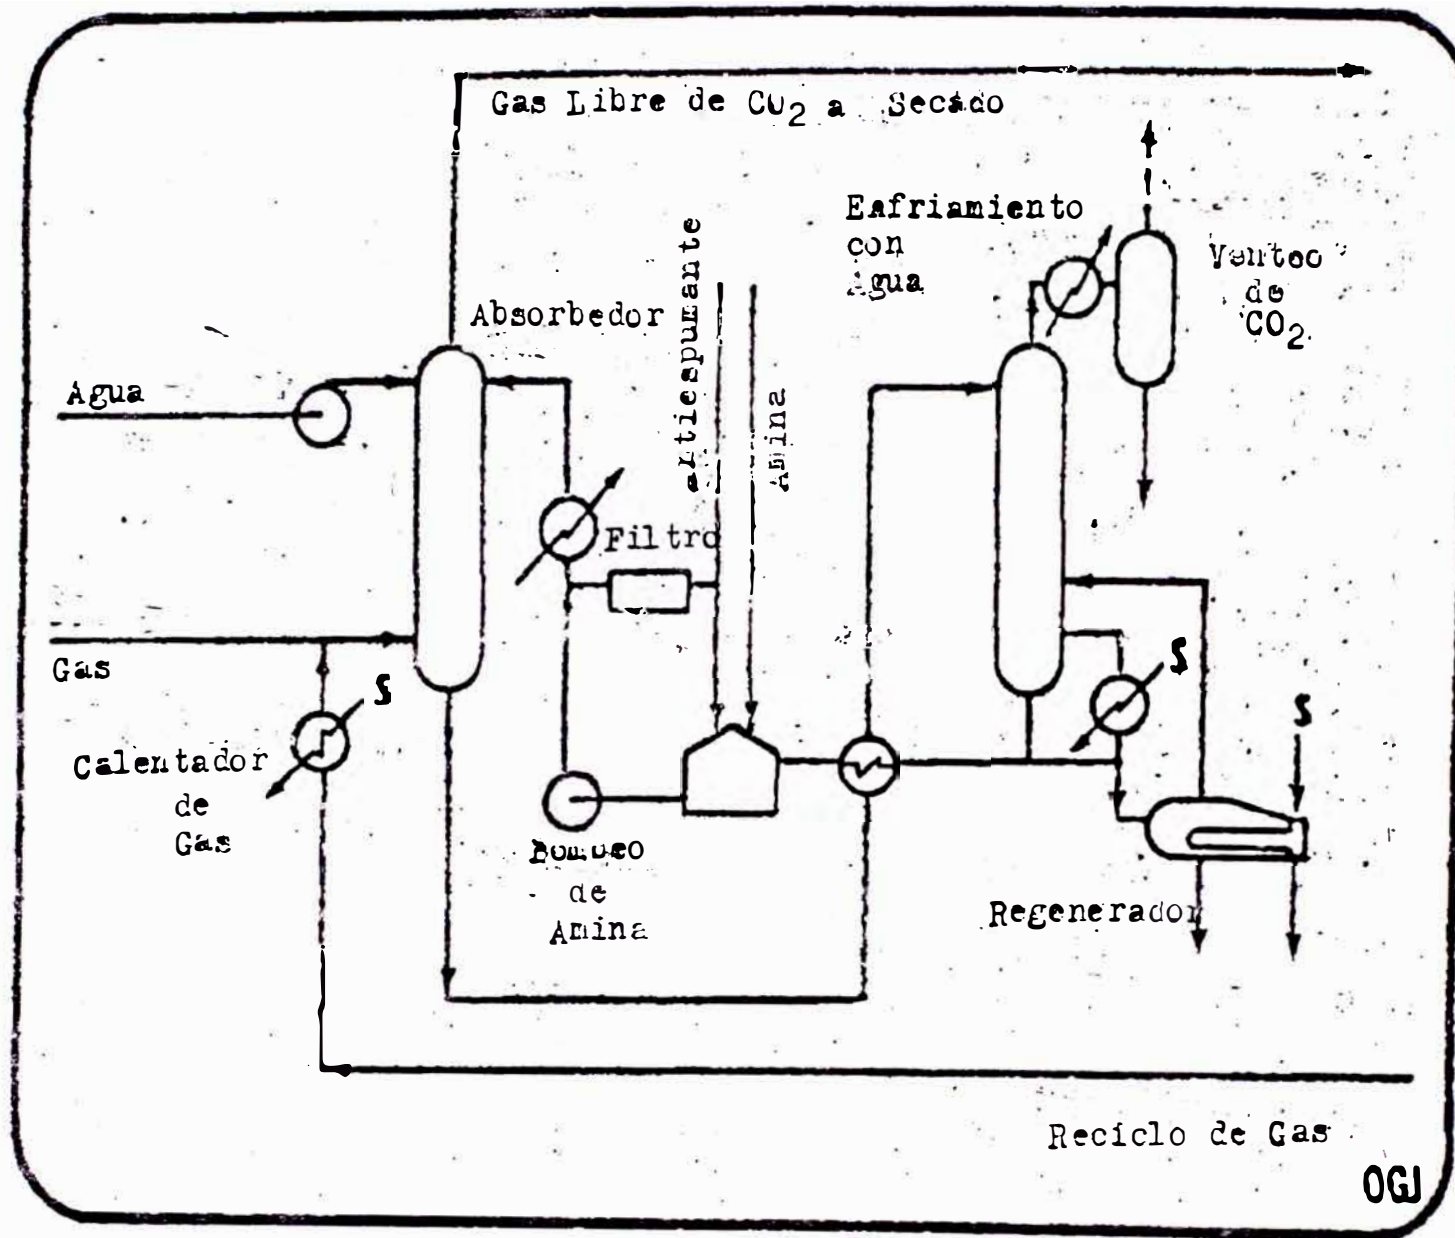 Gas Libre de CO₂ a Secado
Enfriamiento
con
Agua
Venteo
de
CO₂
Absorbedor
Antiespumante
Amina
Agua
Filtro
Gas
S
S
S
Calentador
de
Gas
Bombeo
de
Amina
Regenerador
Reciclo de Gas
OGJ